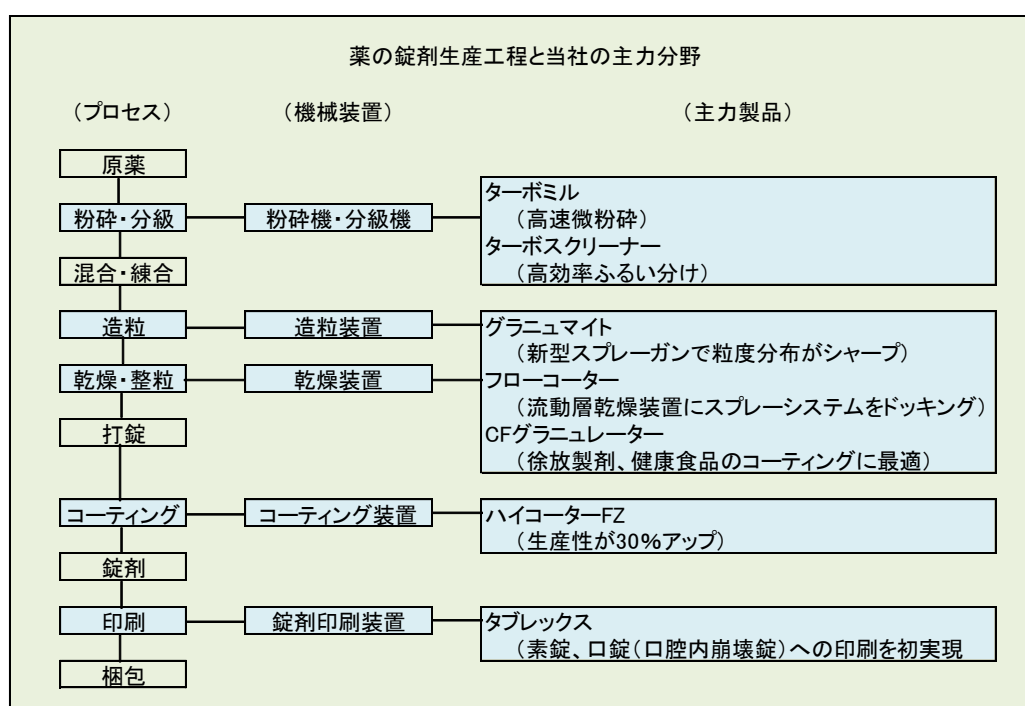 薬の錠剤生産工程と当社の主力分野
（プロセス）　（機械装置）　（主力製品）
原薬
粉砕・分級　粉砕機・分級機　ターボミル
（高速微粉砕）
ターボスクリーナー
（高効率ふるい分け）
混合・練合
造粒　造粒装置　グラニュマイト
（新型スプレーガンで粒度分布がシャープ）
乾燥・整粒　乾燥装置　フローコーター
（流動層乾燥装置にスプレーシステムをドッキング）
打錠　CFグラニュレーター
（徐放製剤、健康食品のコーティングに最適）
コーティング　コーティング装置　ハイコーターFZ
（生産性が30%アップ）
錠剤
印刷　錠剤印刷装置　タブレックス
（素錠、口錠（口腔内崩壊錠）への印刷を初実現
梱包